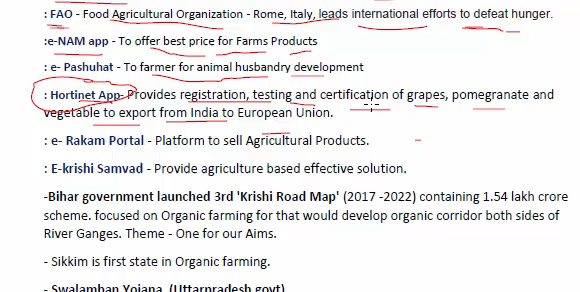 : FAO - Food Agricultural Organization - Rome, Italy, leads international efforts to defeat hunger.
:e-NAM app - To offer best price for Farms Products
: e- Pashuhat - To farmer for animal husbandry development
: Hortinet App- Provides registration, testing and certification of grapes, pomegranate and
vegetable to export from India to European Union.
: e- Rakam Portal - Platform to sell Agricultural Products.
: E-krishi Samvad - Provide agriculture based effective solution.
-Bihar government launched 3rd 'Krishi Road Map' (2017 -2022) containing 1.54 lakh crore
scheme. focused on Organic farming for that would develop organic corridor both sides of
River Ganges. Theme - One for our Aims.
- Sikkim is first state in Organic farming.
- Swalamban Yojana (Uttarpradesh govt)